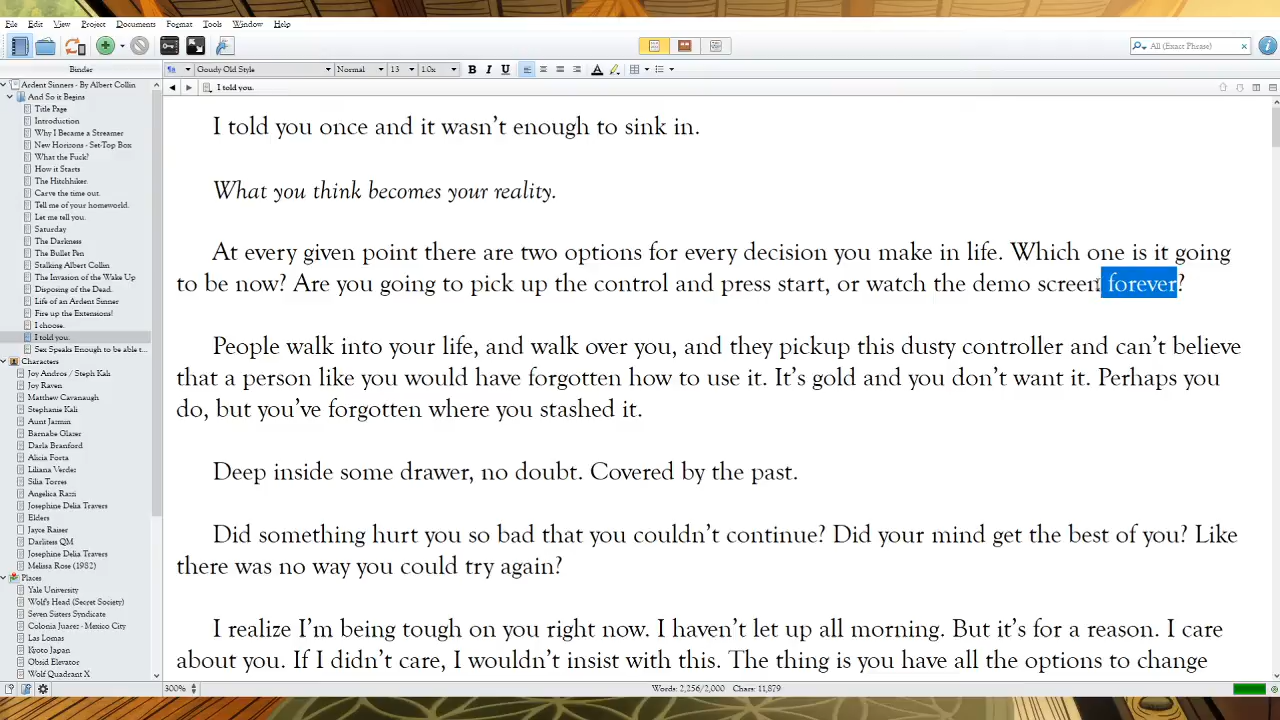 File Edit View Project Documents Format Tools Window Help
All (Exact Phrase)
Binder
Goudy Old Style Normal 13 1.0x B I U A
I told you.
Ardent Sinners - By Albert Collin
And So it Begins
Title Page
Introduction
Why I Became a Streamer
New Horizons - Set-Top Box
What the Fuck?
How it Starts
The Hitchhiker.
Carve the time out.
Tell me of your homeworld.
Let me tell you.
Saturday
The Darkness
The Bullet Pen
Stalking Albert Collin
The Invasion of the Wake Up
Disposing of the Dead.
Life of an Ardent Sinner
Fire up the Extensions!
I choose.
I told you.
Sex Speaks Enough to be able t...
Characters
Joy Andros / Steph Kali
Joy Raven
Matthew Cavanaugh
Stephanie Kali
Aunt Jazmin
Barnabe Glazer
Darla Branford
Alicia Forta
Liliana Verdez
Silia Torres
Angelica Razzi
Josephine Delia Travers
Elders
Jayce Raiser
Darliters QM
Josephine Delia Travers
Melissa Rose (1982)
Places
Yale University
Wolf's Head (Secret Society)
Seven Sisters Syndicate
Colonia Juarez - Mexico City
Las Lomas
Kyoto Japan
Obsid Elevator
Wolf Quadrant X
I told you once and it wasn't enough to sink in.
What you think becomes your reality.
At every given point there are two options for every decision you make in life. Which one is it going
to be now? Are you going to pick up the control and press start, or watch the demo screen forever?
People walk into your life, and walk over you, and they pickup this dusty controller and can't believe
that a person like you would have forgotten how to use it. It's gold and you don't want it. Perhaps you
do, but you've forgotten where you stashed it.
Deep inside some drawer, no doubt. Covered by the past.
Did something hurt you so bad that you couldn't continue? Did your mind get the best of you? Like
there was no way you could try again?
I realize I'm being tough on you right now. I haven't let up all morning. But it's for a reason. I care
about you. If I didn't care, I wouldn't insist with this. The thing is you have all the options to change
300% Words: 2,256/2,000 Chars: 11,879